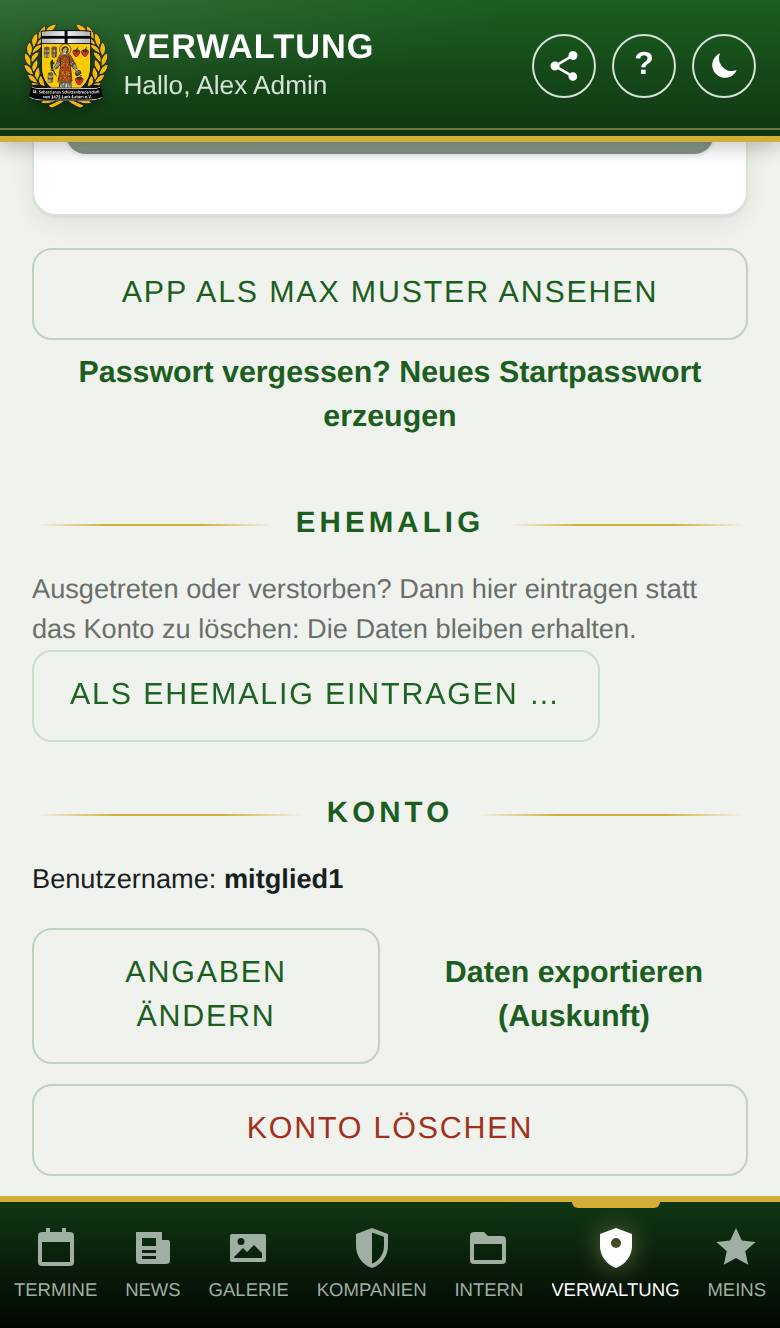 VERWALTUNG
Hallo, Alex Admin
?
APP ALS MAX MUSTER ANSEHEN
Passwort vergessen? Neues Startpasswort
erzeugen
EHEMALIG
Ausgetreten oder verstorben? Dann hier eintragen statt
das Konto zu löschen: Die Daten bleiben erhalten.
ALS EHEMALIG EINTRAGEN ...
KONTO
Benutzername: mitglied1
ANGABEN
ÄNDERN
Daten exportieren
(Auskunft)
KONTO LÖSCHEN
TERMINE
NEWS
GALERIE
KOMPANIEN
INTERN
VERWALTUNG
MEINS